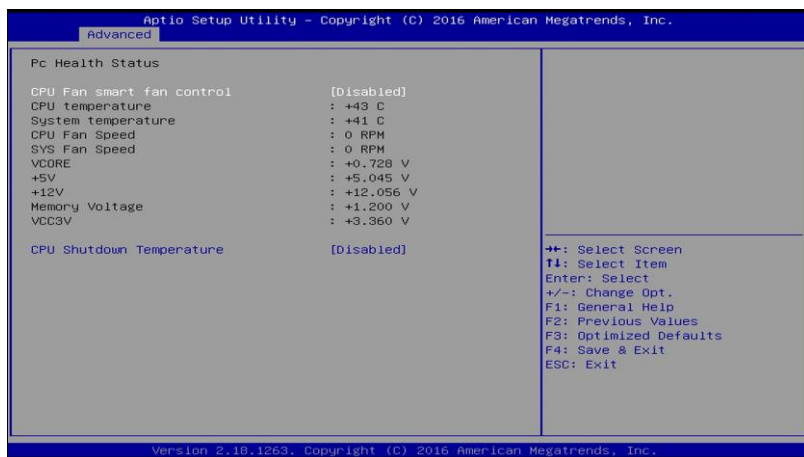 Aptio Setup Utility – Copyright (C) 2016 American Megatrends, Inc.
Advanced
Pc Health Status
CPU Fan smart fan control [Disabled]
CPU temperature : +43 C
System temperature : +41 C
CPU Fan Speed : 0 RPM
SYS Fan Speed : 0 RPM
VCORE : +0.728 V
+5V : +5.045 V
+12V : +12.056 V
Memory Voltage : +1.200 V
VCC3V : +3.360 V
CPU Shutdown Temperature [Disabled]
→←: Select Screen
↑↓: Select Item
Enter: Select
+/-: Change Opt.
F1: General Help
F2: Previous Values
F3: Optimized Defaults
F4: Save & Exit
ESC: Exit
Version 2.18.1263. Copyright (C) 2016 American Megatrends, Inc.